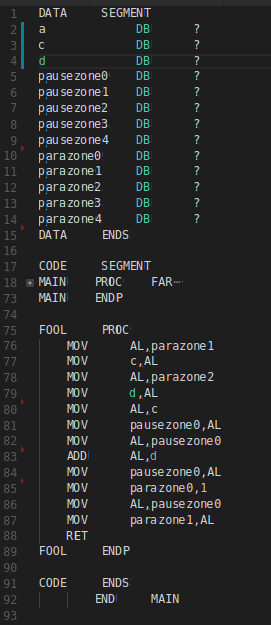 1 DATA SEGMENT
2 a DB ?
3 c DB ?
4 d DB ?
5 pausezone0 DB ?
6 pausezone1 DB ?
7 pausezone2 DB ?
8 pausezone3 DB ?
9 pausezone4 DB ?
10 parazone0 DB ?
11 parazone1 DB ?
12 parazone2 DB ?
13 parazone3 DB ?
14 parazone4 DB ?
15 DATA ENDS
16
17 CODE SEGMENT
18 MAIN PROC FAR…
73 MAIN ENDP
74
75 FOOL PROC
76 MOV AL,parazone1
77 MOV c,AL
78 MOV AL,parazone2
79 MOV d,AL
80 MOV AL,c
81 MOV pausezone0,AL
82 MOV AL,pausezone0
83 ADD AL,d
84 MOV pausezone0,AL
85 MOV parazone0,1
86 MOV AL,pausezone0
87 MOV parazone1,AL
88 RET
89 FOOL ENDP
90
91 CODE ENDS
92 END MAIN
93